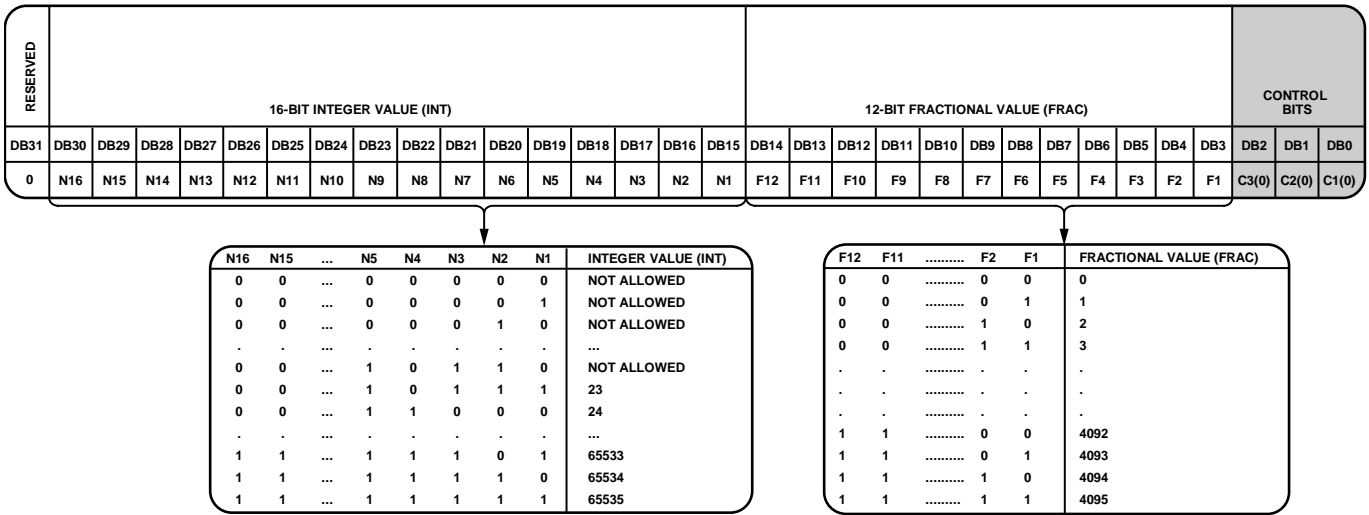 RESERVED
16-BIT INTEGER VALUE (INT)
12-BIT FRACTIONAL VALUE (FRAC)
CONTROL
BITS
DB31 DB30 DB29 DB28 DB27 DB26 DB25 DB24 DB23 DB22 DB21 DB20 DB19 DB18 DB17 DB16 DB15 DB14 DB13 DB12 DB11 DB10 DB9 DB8 DB7 DB6 DB5 DB4 DB3 DB2 DB1 DB0
0 N16 N15 N14 N13 N12 N11 N10 N9 N8 N7 N6 N5 N4 N3 N2 N1 F12 F11 F10 F9 F8 F7 F6 F5 F4 F3 F2 F1 C3(0) C2(0) C1(0)
N16 N15 ... N5 N4 N3 N2 N1 INTEGER VALUE (INT)
0 0 ... 0 0 0 0 0 NOT ALLOWED
0 0 ... 0 0 0 0 1 NOT ALLOWED
0 0 ... 0 0 0 1 0 NOT ALLOWED
. . ... . . . . . ...
0 0 ... 1 0 1 1 0 NOT ALLOWED
0 0 ... 1 0 1 1 1 23
0 0 ... 1 1 0 0 0 24
. . ... . . . . . ...
1 1 ... 1 1 1 0 1 65533
1 1 ... 1 1 1 1 0 65534
1 1 ... 1 1 1 1 1 65535
F12 F11 .......... F2 F1 FRACTIONAL VALUE (FRAC)
0 0 .......... 0 0 0
0 0 .......... 0 1 1
0 0 .......... 1 0 2
0 0 .......... 1 1 3
. . .......... . . .
. . .......... . . .
. . .......... . . .
1 1 .......... 0 0 4092
1 1 .......... 0 1 4093
1 1 .......... 1 0 4094
1 1 ......... 1 1 4095